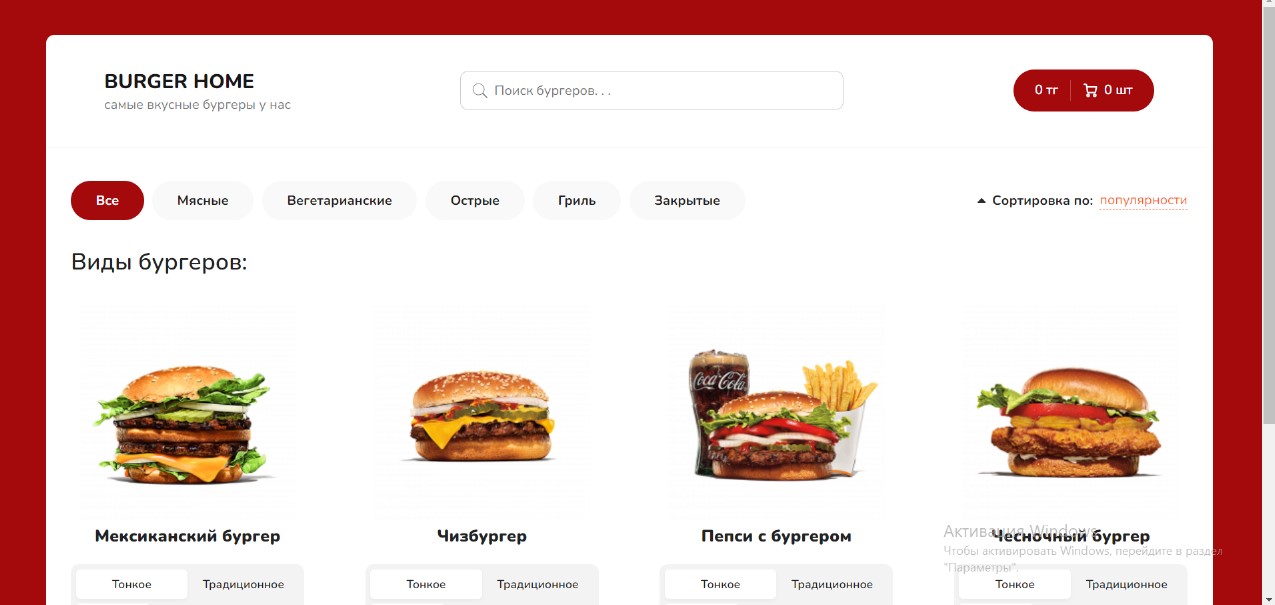 BURGER HOME
самые вкусные бургеры у нас
Поиск бургеров. . .
0 тг
0 шт
Все
Мясные
Вегетарианские
Острые
Гриль
Закрытые
Сортировка по: популярности
Виды бургеров:
Coca-Cola
Мексиканский бургер
Чизбургер
Пепси с бургером
Чесночный бургер
Активация Windows
Чтобы активировать Windows, перейдите в раздел
"Параметры".
Тонкое
Традиционное
Тонкое
Традиционное
Тонкое
Традиционное
Тонкое
Традиционное